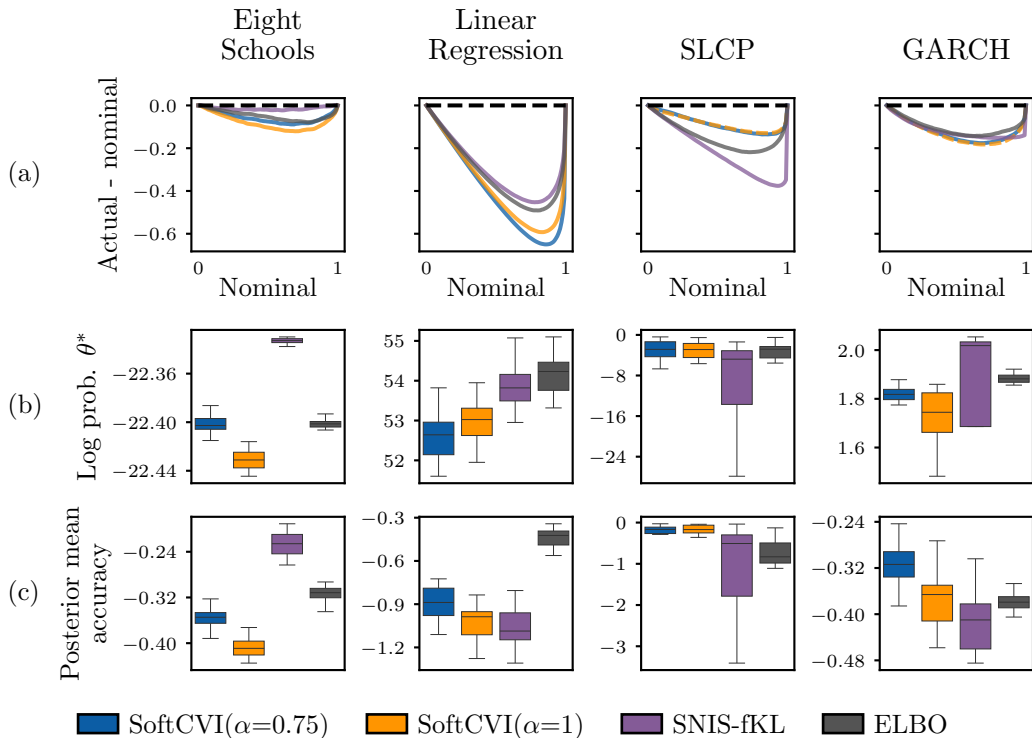 Eight Schools
Linear Regression
SLCP
GARCH
(a)
Actual - nominal
0.0
−0.2
−0.4
−0.6
0 1
Nominal
0 1
Nominal
0 1
Nominal
0 1
Nominal
(b)
Log prob. θ*
−22.36
−22.40
−22.44
55
54
53
52
0
−8
−16
−24
2.0
1.8
1.6
(c)
Posterior mean accuracy
−0.24
−0.32
−0.40
−0.3
−0.6
−0.9
−1.2
0
−1
−2
−3
−0.24
−0.32
−0.40
−0.48
SoftCVI(α=0.75) SoftCVI(α=1) SNIS-fKL ELBO